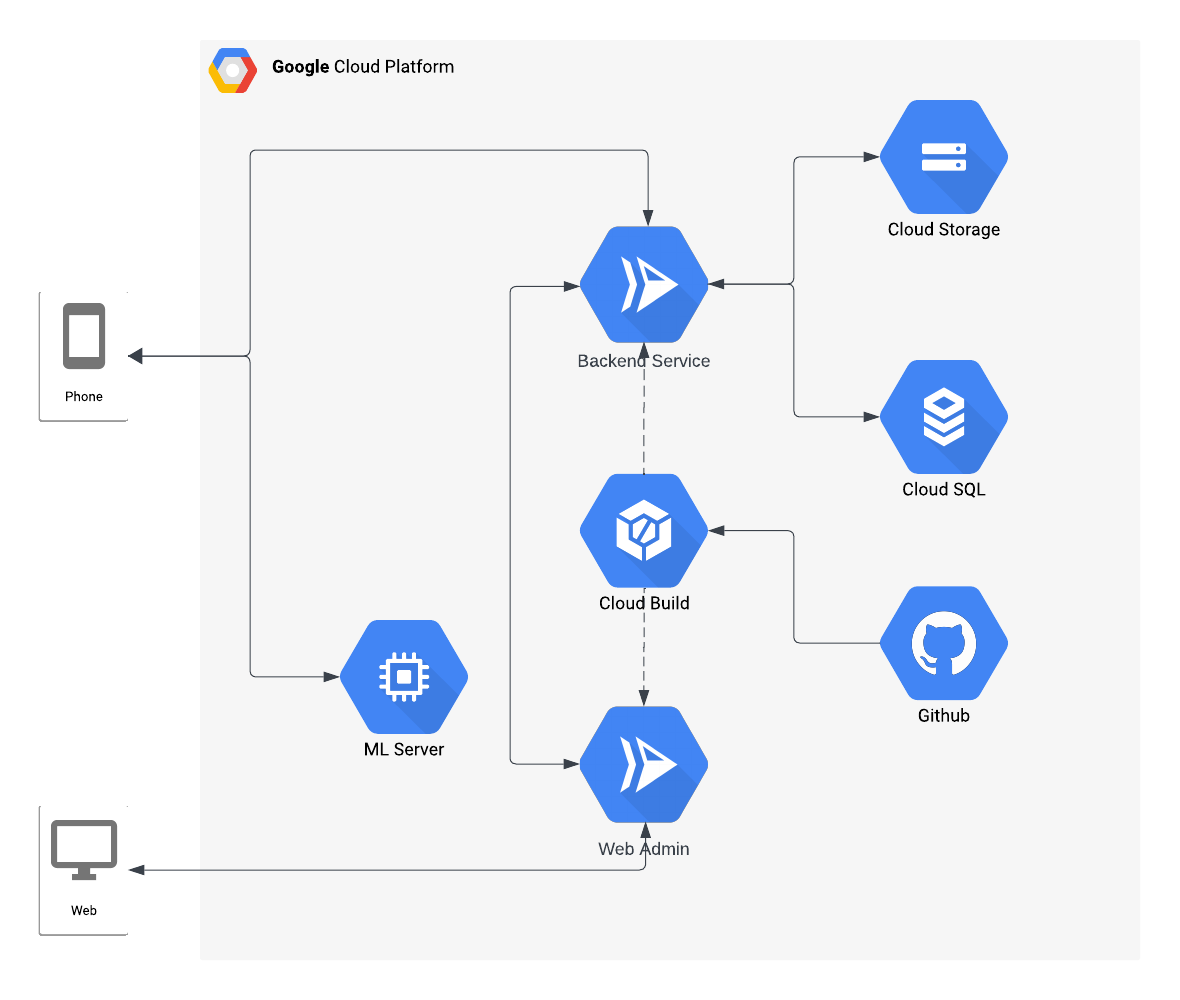 Google Cloud Platform
Cloud Storage
Phone
Backend Service
Cloud SQL
Cloud Build
Github
ML Server
Web Admin
Web